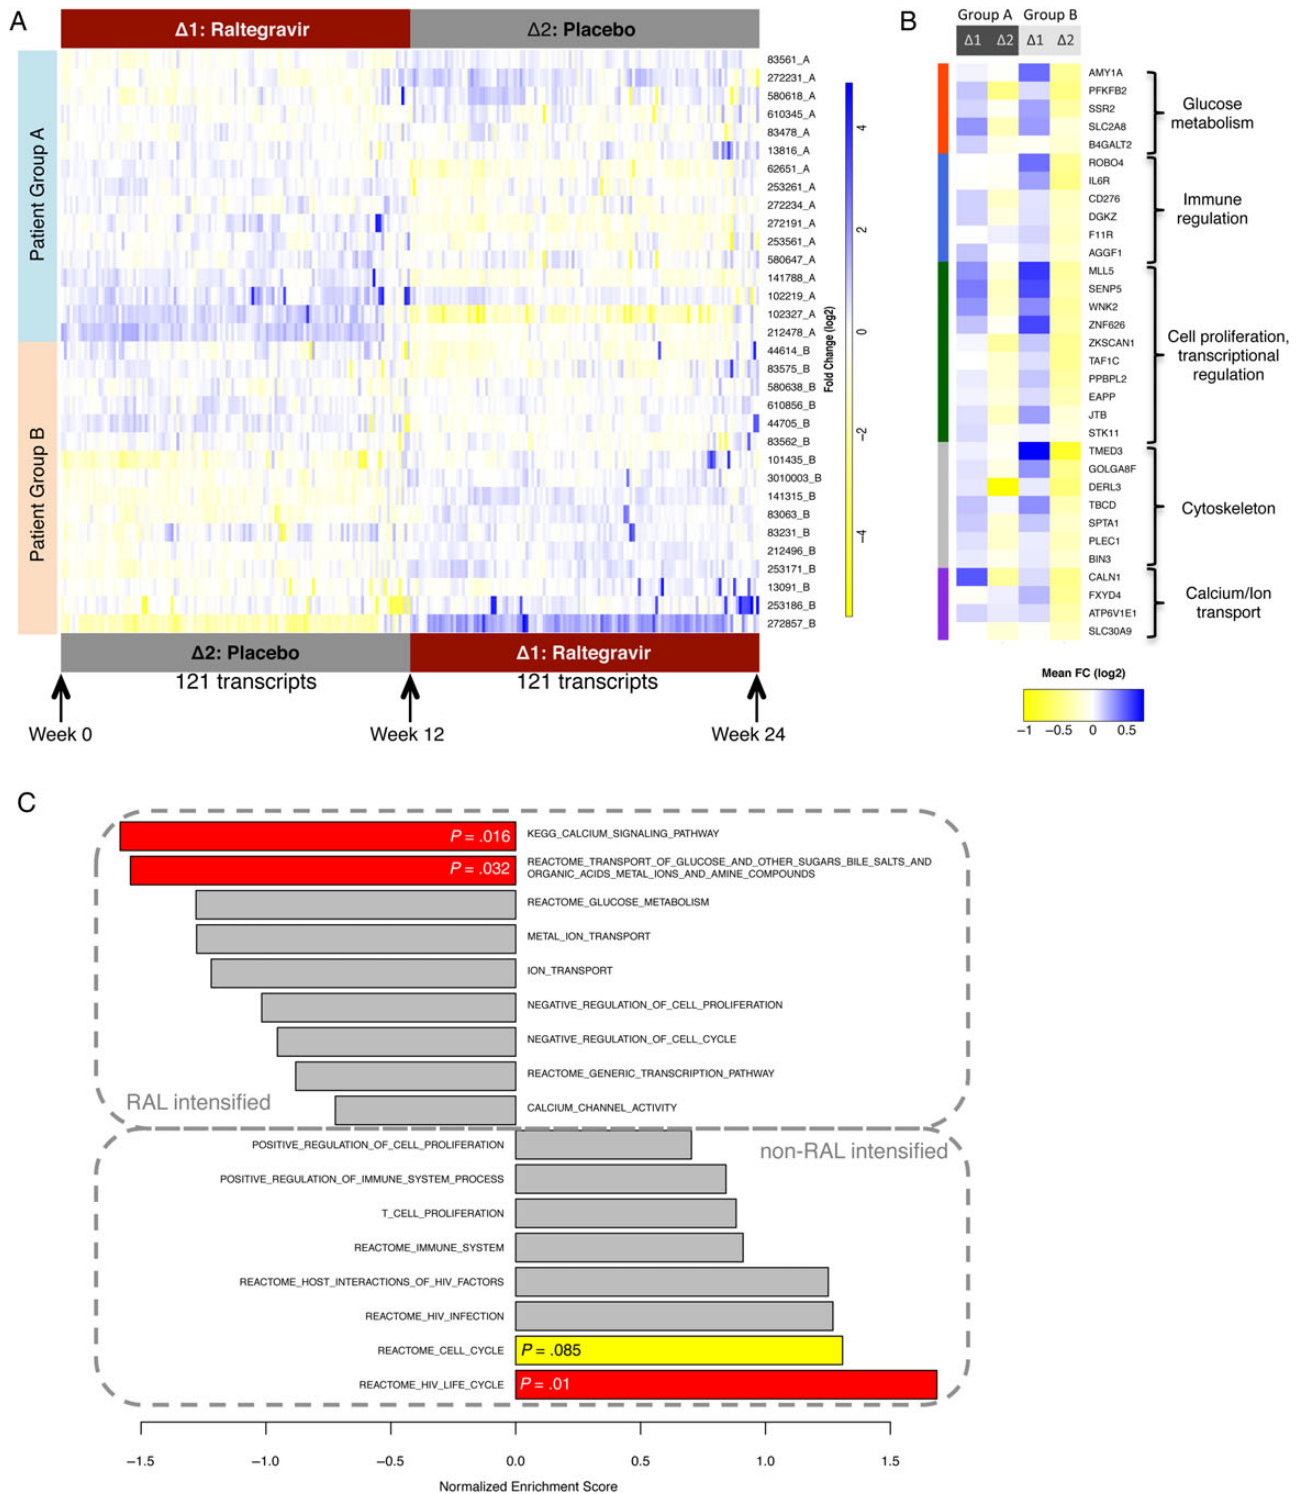 A
Δ1: Raltegravir
Δ2: Placebo
Patient Group A
Patient Group B
83561_A
272231_A
580618_A
610345_A
83478_A
13816_A
62651_A
253261_A
272234_A
272191_A
253561_A
580647_A
141788_A
102219_A
102327_A
212478_A
44614_B
83575_B
580638_B
610856_B
44705_B
83562_B
101435_B
3010003_B
141315_B
83063_B
83231_B
212496_B
253171_B
13091_B
253186_B
272857_B
4
2
0
−2
−4
Fold Change (log2)
Δ2: Placebo
Δ1: Raltegravir
121 transcripts
121 transcripts
Week 0
Week 12
Week 24
B
Group A
Group B
Δ1
Δ2
Δ1
Δ2
AMY1A
PFKFB2
SSR2
SLC2A8
B4GALT2
ROBO4
IL6R
CD276
DGKZ
F11R
AGGF1
MLL5
SENP5
WNK2
ZNF626
ZKSCAN1
TAF1C
PPBPL2
EAPP
JTB
STK11
TMED3
GOLGA8F
DERL3
TBCD
SPTA1
PLEC1
BIN3
CALN1
FXYD4
ATP6V1E1
SLC30A9
Glucose
metabolism
Immune
regulation
Cell proliferation,
transcriptional
regulation
Cytoskeleton
Calcium/Ion
transport
Mean FC (log2)
−1
−0.5
0
0.5
C
P = .016
KEGG_CALCIUM_SIGNALING_PATHWAY
P = .032
REACTOME_TRANSPORT_OF_GLUCOSE_AND_OTHER_SUGARS_BILE_SALTS_AND
ORGANIC_ACIDS_METAL_IONS_AND_AMINE_COMPOUNDS
REACTOME_GLUCOSE_METABOLISM
METAL_ION_TRANSPORT
ION_TRANSPORT
NEGATIVE_REGULATION_OF_CELL_PROLIFERATION
NEGATIVE_REGULATION_OF_CELL_CYCLE
REACTOME_GENERIC_TRANSCRIPTION_PATHWAY
RAL intensified
CALCIUM_CHANNEL_ACTIVITY
POSITIVE_REGULATION_OF_CELL_PROLIFERATION
non-RAL intensified
POSITIVE_REGULATION_OF_IMMUNE_SYSTEM_PROCESS
T_CELL_PROLIFERATION
REACTOME_IMMUNE_SYSTEM
REACTOME_HOST_INTERACTIONS_OF_HIV_FACTORS
REACTOME_HIV_INFECTION
REACTOME_CELL_CYCLE
P = .085
REACTOME_HIV_LIFE_CYCLE
P = .01
−1.5
−1.0
−0.5
0.0
0.5
1.0
1.5
Normalized Enrichment Score